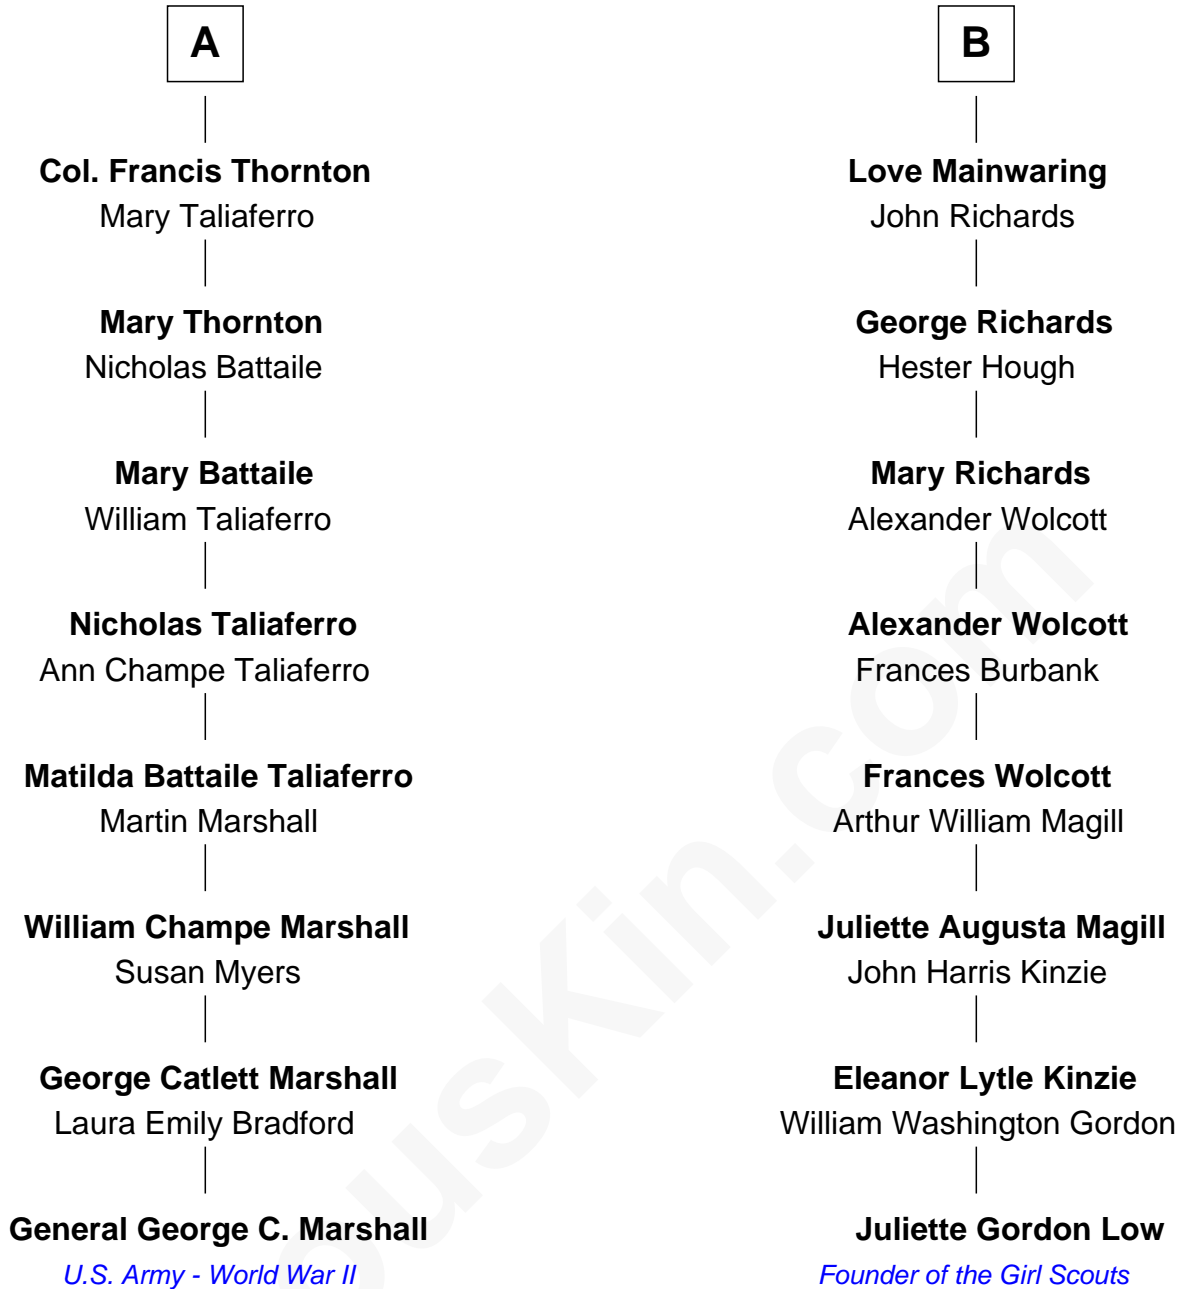 A
Col. Francis Thornton
Mary Taliaferro
Mary Thornton
Nicholas Battaile
Mary Battaile
William Taliaferro
Nicholas Taliaferro
Ann Champe Taliaferro
Matilda Battaile Taliaferro
Martin Marshall
William Champe Marshall
Susan Myers
George Catlett Marshall
Laura Emily Bradford
General George C. Marshall
U.S. Army - World War II
B
Love Mainwaring
John Richards
George Richards
Hester Hough
Mary Richards
Alexander Wolcott
Alexander Wolcott
Frances Burbank
Frances Wolcott
Arthur William Magill
Juliette Augusta Magill
John Harris Kinzie
Eleanor Lytle Kinzie
William Washington Gordon
Juliette Gordon Low
Founder of the Girl Scouts